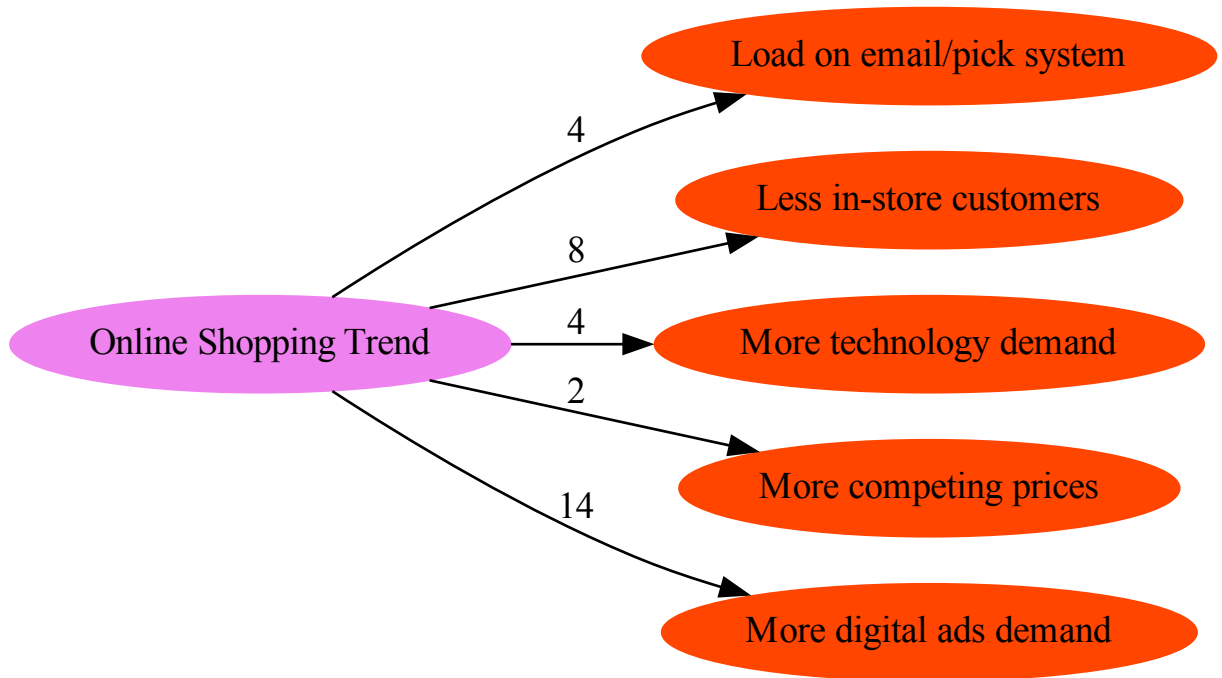 Load on email/pick system
4
Less in-store customers
8
Online Shopping Trend
4
More technology demand
2
More competing prices
14
More digital ads demand